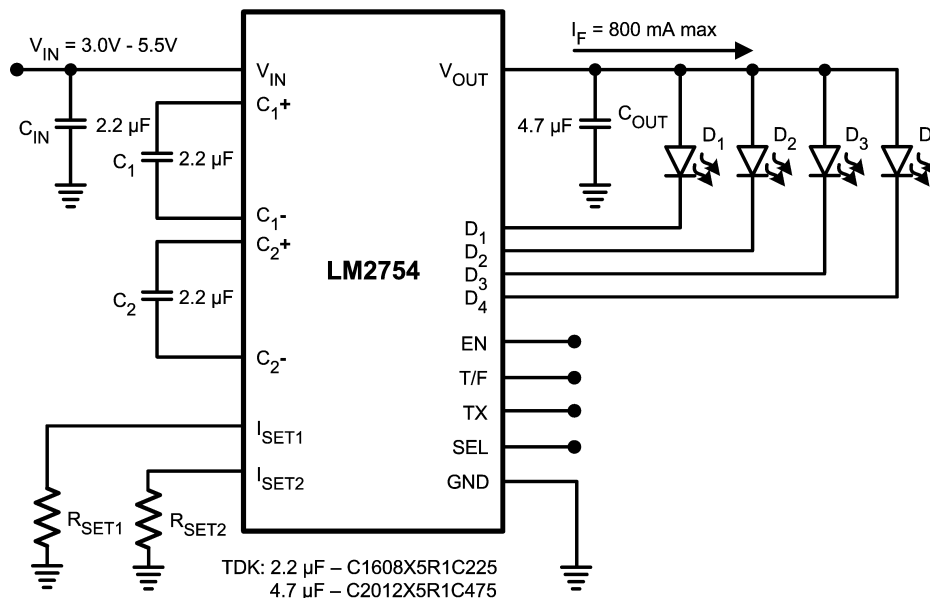 V_IN = 3.0V - 5.5V
I_F = 800 mA max
V_IN
V_OUT
C_IN
2.2 µF
C_1+
C_1
2.2 µF
C_1-
C_2+
C_2
2.2 µF
C_2-
4.7 µF
C_OUT
D_1
D_2
D_3
D
LM2754
D_1
D_2
D_3
D_4
EN
T/F
TX
SEL
GND
I_SET1
I_SET2
R_SET1
R_SET2
TDK: 2.2 µF – C1608X5R1C225
4.7 µF – C2012X5R1C475